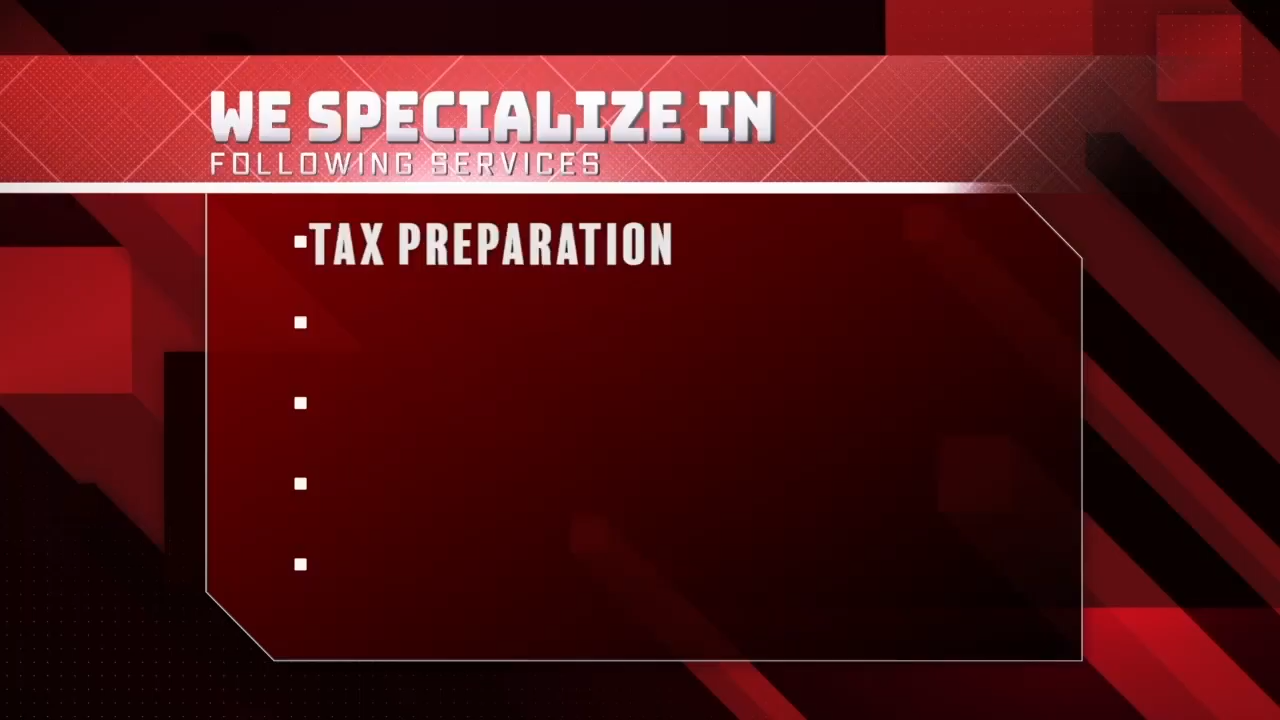 WE SPECIALIZE IN
FOLLOWING SERVICES
▪TAX PREPARATION
▪
▪
▪
▪